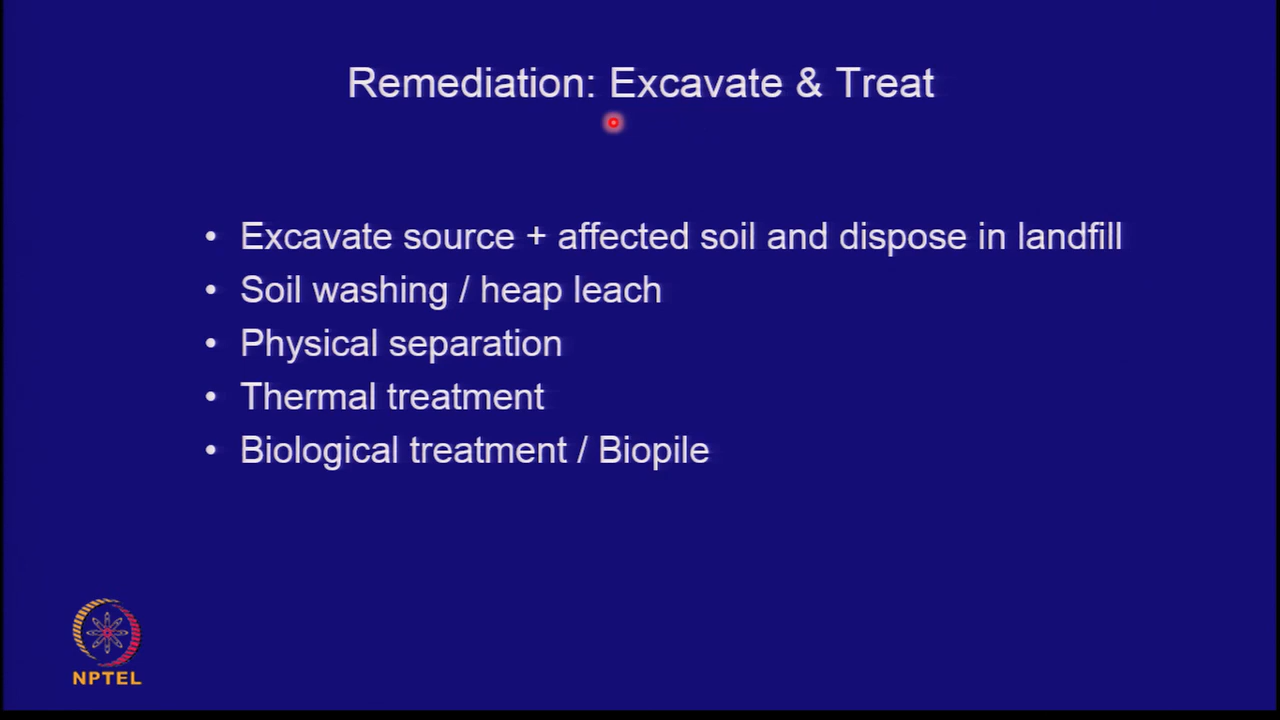 Remediation: Excavate & Treat
• Excavate source + affected soil and dispose in landfill
• Soil washing / heap leach
• Physical separation
• Thermal treatment
• Biological treatment / Biopile
NPTEL